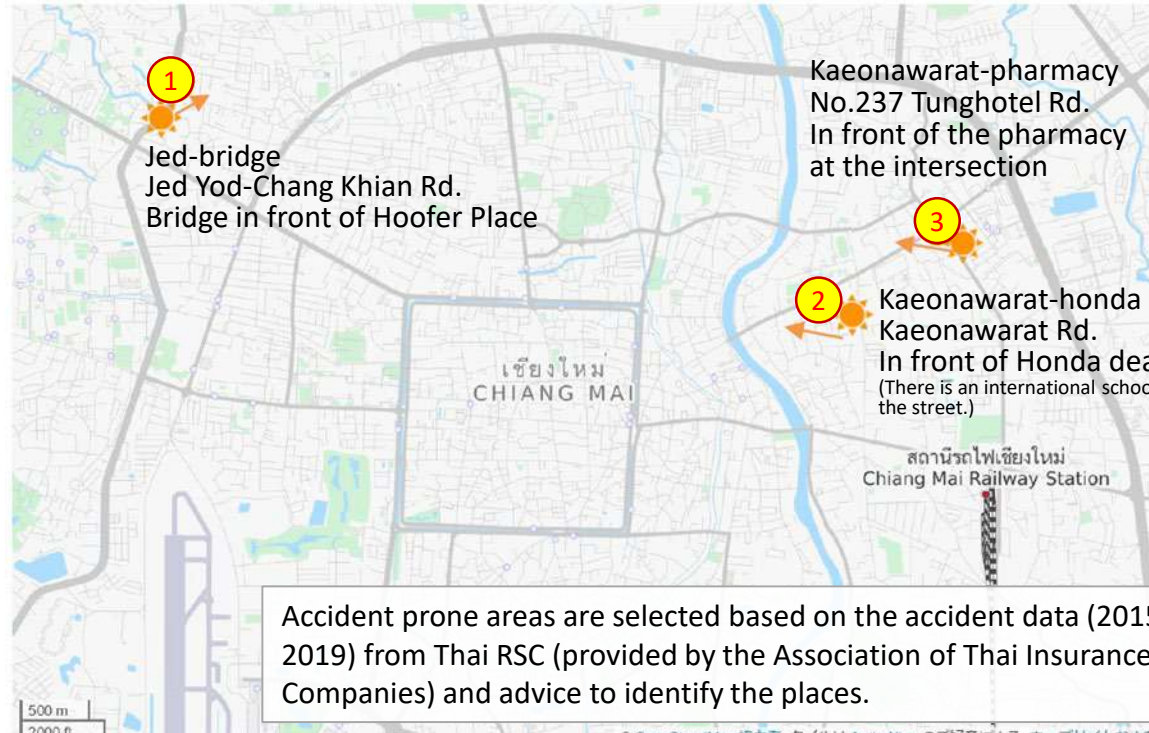 1
Jed-bridge
Jed Yod-Chang Khian Rd.
Bridge in front of Hoofer Place
Kaeonawarat-pharmacy
No.237 Tunghotel Rd.
In front of the pharmacy
at the intersection
3
2
Kaeonawarat-honda
Kaeonawarat Rd.
In front of Honda dea
(There is an international schoo
the street.)
เชียงใหม่
CHIANG MAI
สถานีรถไฟเชียงใหม่
Chiang Mai Railway Station
Accident prone areas are selected based on the accident data (2015
2019) from Thai RSC (provided by the Association of Thai Insurance
Companies) and advice to identify the places.
500 m
2000 ft